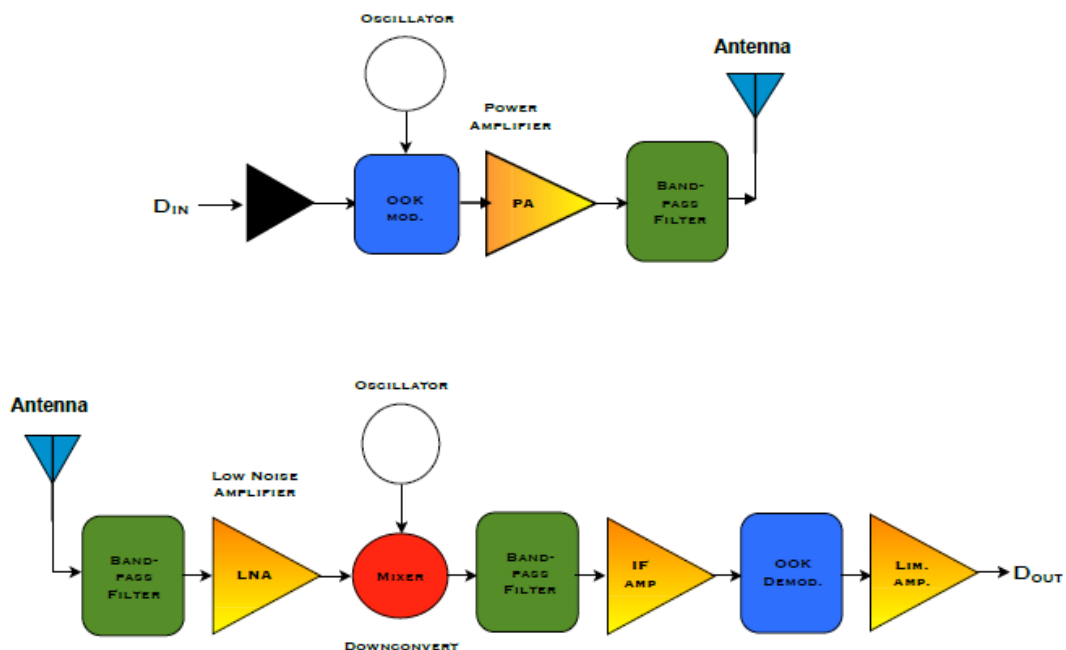 OSCILLATOR
Antenna
POWER
AMPLIFIER
DIN
OOK
MOD.
PA
BAND-
PASS
FILTER
OSCILLATOR
Antenna
LOW NOISE
AMPLIFIER
BAND-
PASS
FILTER
LNA
MIXER
BAND-
PASS
FILTER
IF
AMP
OOK
DEMOD.
LIM.
AMP.
DOUT
DOWNCONVERT